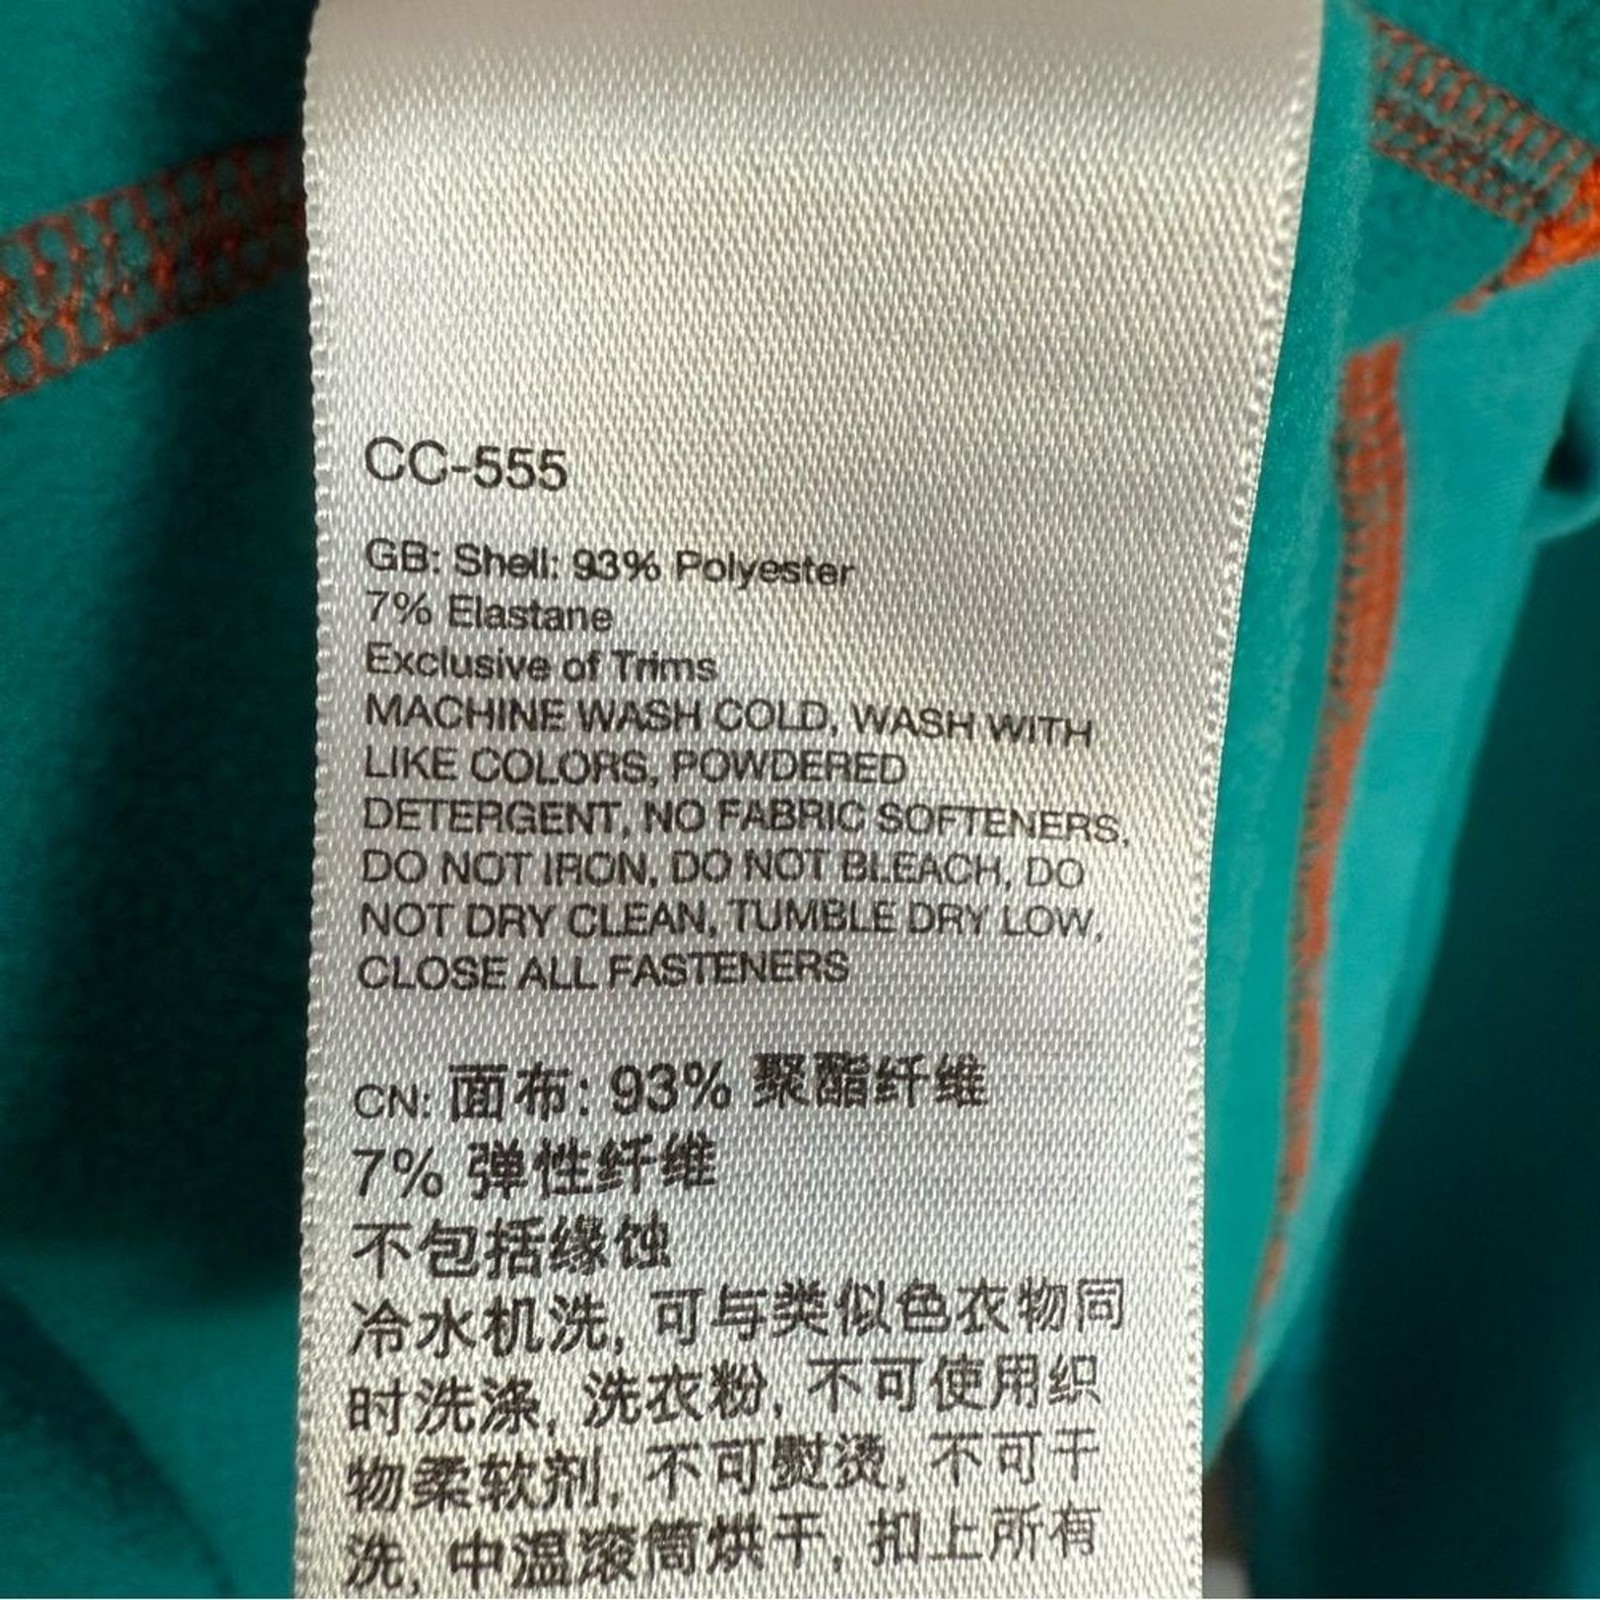 CC-555
GB: Shell: 93% Polyester
7% Elastane
Exclusive of Trims
MACHINE WASH COLD, WASH WITH
LIKE COLORS, POWDERED
DETERGENT, NO FABRIC SOFTENERS,
DO NOT IRON, DO NOT BLEACH, DO
NOT DRY CLEAN, TUMBLE DRY LOW,
CLOSE ALL FASTENERS
CN: 面布: 93% 聚酯纤维
7% 弹性纤维
不包括缘蚀
冷水机洗, 可与类似色衣物同
时洗涤, 洗衣粉, 不可使用织
物柔软剂, 不可熨烫, 不可干
洗, 中温滚筒烘干, 扣上所有